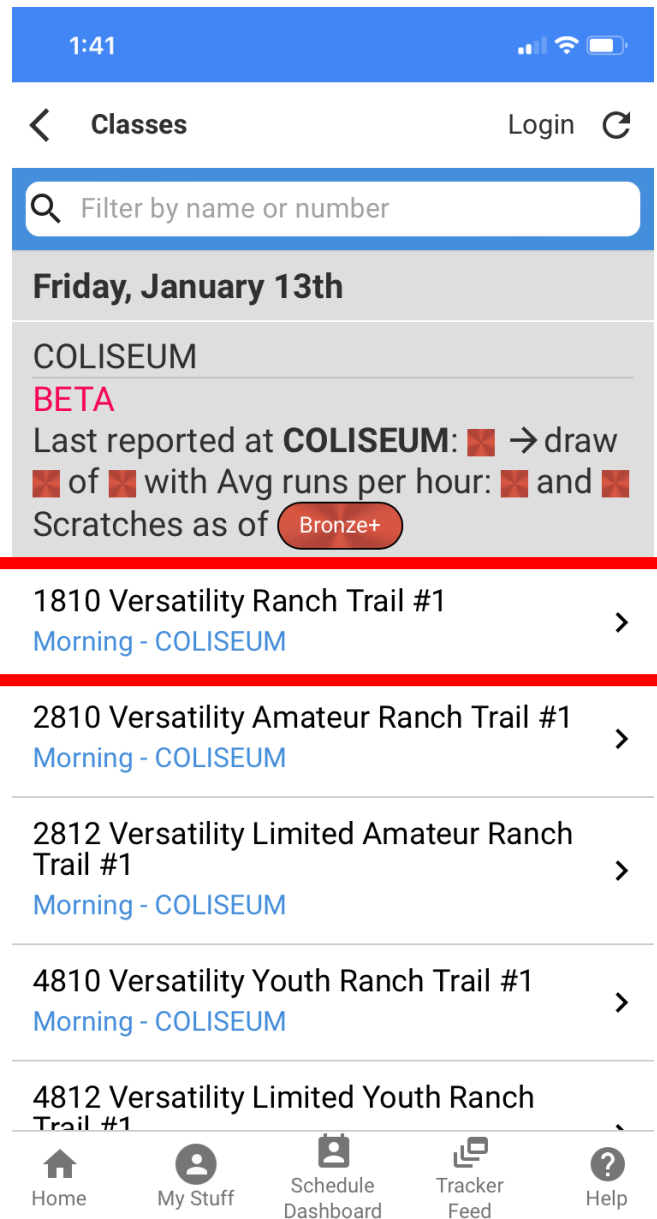 1:41
Classes Login
Filter by name or number
Friday, January 13th
COLISEUM
BETA
Last reported at COLISEUM: → draw
of with Avg runs per hour: and
Scratches as of Bronze+
1810 Versatility Ranch Trail #1
Morning - COLISEUM
2810 Versatility Amateur Ranch Trail #1
Morning - COLISEUM
2812 Versatility Limited Amateur Ranch
Trail #1
Morning - COLISEUM
4810 Versatility Youth Ranch Trail #1
Morning - COLISEUM
4812 Versatility Limited Youth Ranch
Trail #1
Home My Stuff Schedule Dashboard Tracker Feed Help